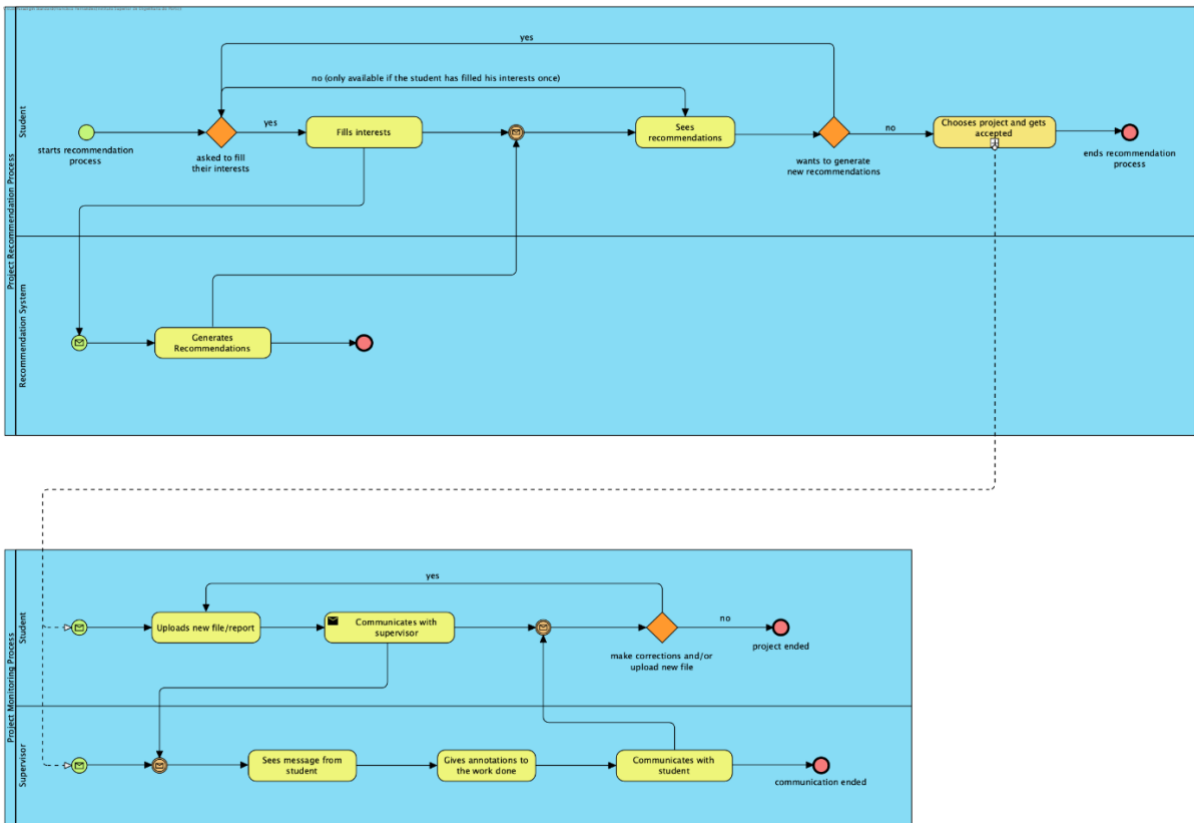 yes
no (only available if the student has filled his interests once)
Project Recommendation Process
Student
starts recommendation
process
asked to fill
their interests
yes
Fills interests
Sees
recommendations
wants to generate
new recommendations
no
Chooses project and gets
accepted
ends recommendation
process
Recommendation System
Generates
Recommendations
Project Monitoring Process
Student
yes
Uploads new file/report
Communicates with
supervisor
make corrections and/or
upload new file
no
project ended
Supervisor
Sees message from
student
Gives annotations to
the work done
Communicates with
student
communication ended